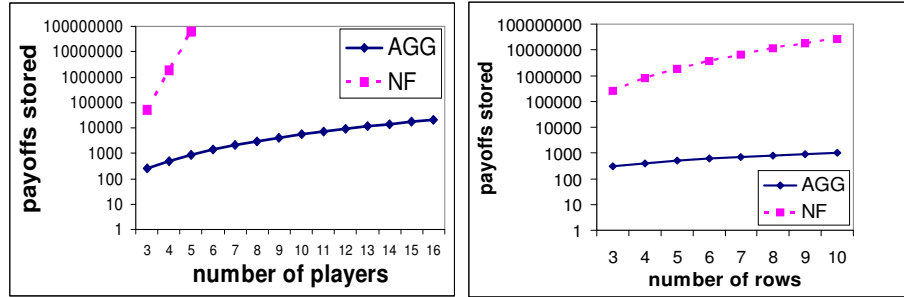 100000000
10000000
1000000
100000
10000
1000
100
10
1
payoffs stored
AGG
NF
3 4 5 6 7 8 9 10 11 12 13 14 15 16
number of players
100000000
10000000
1000000
100000
10000
1000
100
10
1
payoffs stored
AGG
NF
3 4 5 6 7 8 9 10
number of rows